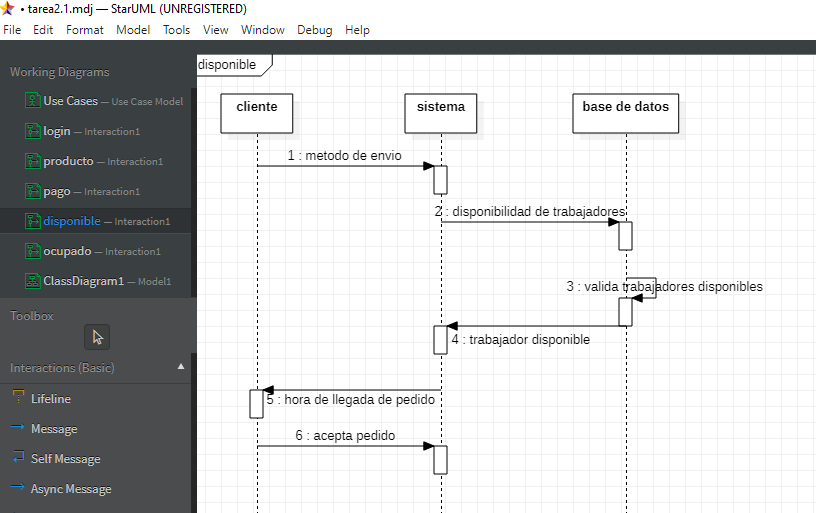 • tarea2.1.mdj — StarUML (UNREGISTERED)
File Edit Format Model Tools View Window Debug Help
Working Diagrams
Use Cases — Use Case Model
login — Interaction1
producto — Interaction1
pago — Interaction1
disponible — Interaction1
ocupado — Interaction1
ClassDiagram1 — Model1
Toolbox
Interactions (Basic)
Lifeline
Message
Self Message
Async Message
disponible
cliente
sistema
base de datos
1 : metodo de envio
2 : disponibilidad de trabajadores
3 : valida trabajadores disponibles
4 : trabajador disponible
5 : hora de llegada de pedido
6 : acepta pedido